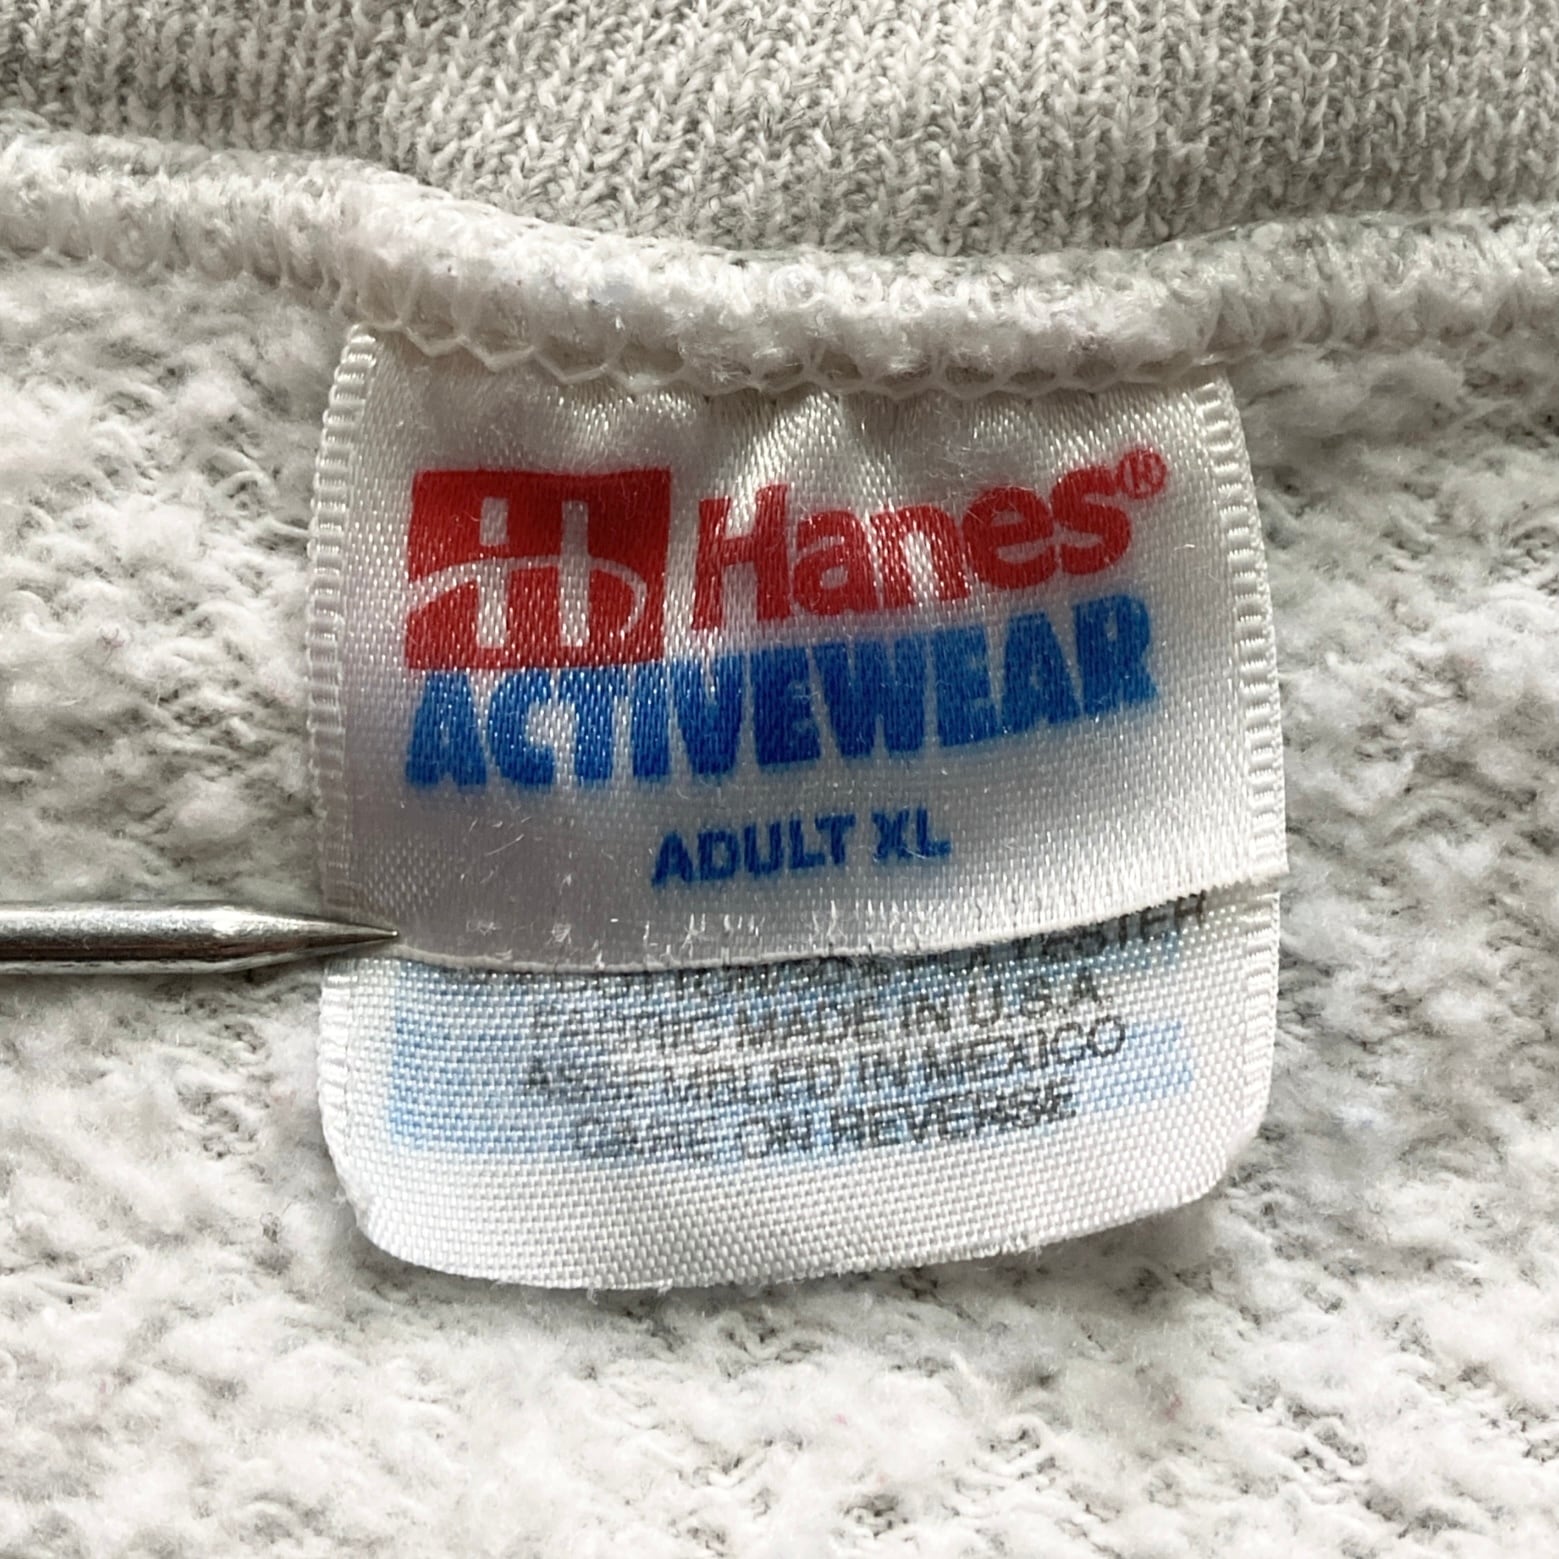 Hanes®
ACTIVEWEAR
ADULT XL
FABRIC MADE IN U.S.A.
ASSEMBLED IN MEXICO
CARE ON REVERSE